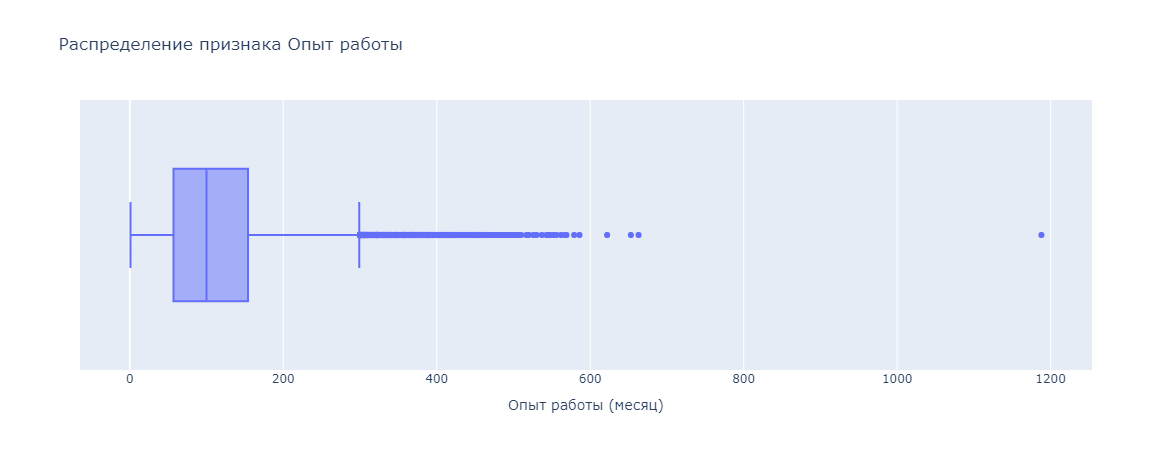 Распределение признака Опыт работы
0 200 400 600 800 1000 1200
Опыт работы (месяц)